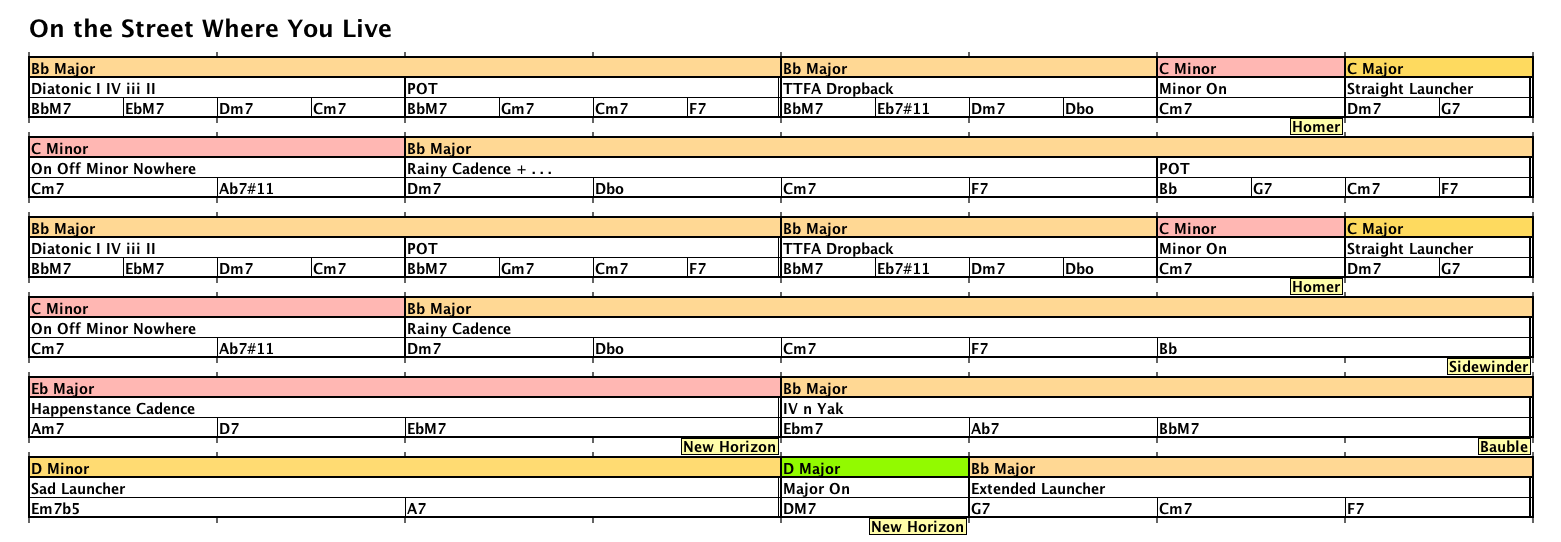 On the Street Where You Live
Bb Major Bb Major C Minor C Major
Diatonic I IV iii II POT TTFA Dropback Minor On Straight Launcher
BbM7 EbM7 Dm7 Cm7 BbM7 Gm7 Cm7 F7 BbM7 Eb7#11 Dm7 Dbo Cm7 Dm7 G7
Homer
C Minor Bb Major
On Off Minor Nowhere Rainy Cadence + . . . POT
Cm7 Ab7#11 Dm7 Dbo Cm7 F7 Bb G7 Cm7 F7
Bb Major Bb Major C Minor C Major
Diatonic I IV iii II POT TTFA Dropback Minor On Straight Launcher
BbM7 EbM7 Dm7 Cm7 BbM7 Gm7 Cm7 F7 BbM7 Eb7#11 Dm7 Dbo Cm7 Dm7 G7
Homer
C Minor Bb Major
On Off Minor Nowhere Rainy Cadence
Cm7 Ab7#11 Dm7 Dbo Cm7 F7 Bb
Sidewinder
Eb Major Bb Major
Happenstance Cadence IV n Yak
Am7 D7 EbM7 Ebm7 Ab7 BbM7
New Horizon Bauble
D Minor D Major Bb Major
Sad Launcher Major On Extended Launcher
Em7b5 A7 DM7 G7 Cm7 F7
New Horizon